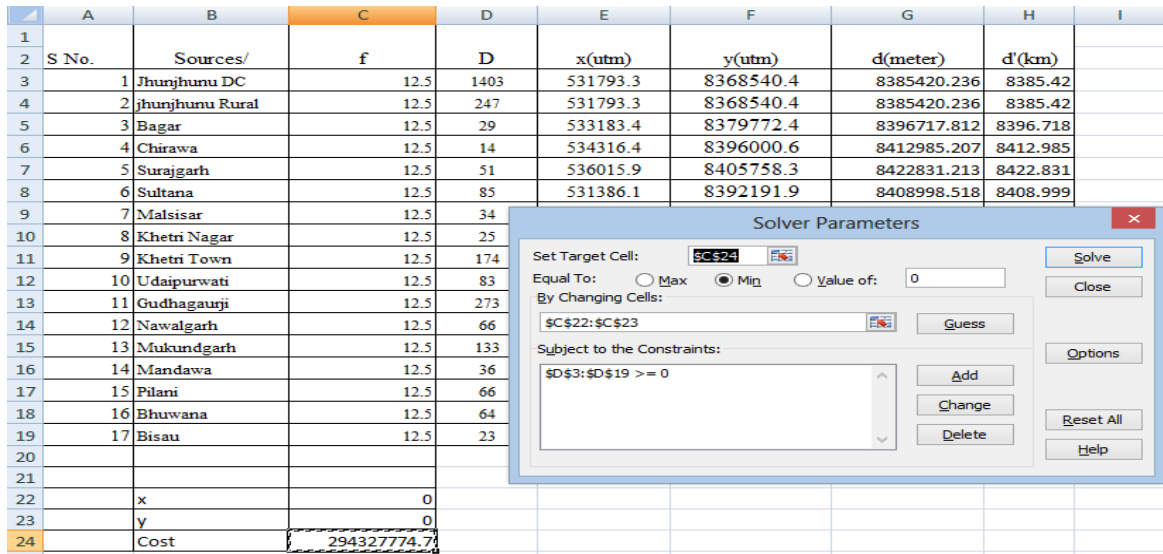 A B C D E F G H I
1
2 S No. Sources/ f D x(utm) y(utm) d(meter) d'(km)
3 1 Jhunjhunu DC 12.5 1403 531793.3 8368540.4 8385420.236 8385.42
4 2 jhunjhunu Rural 12.5 247 531793.3 8368540.4 8385420.236 8385.42
5 3 Bagar 12.5 29 533183.4 8379772.4 8396717.812 8396.718
6 4 Chirawa 12.5 14 534316.4 8396000.6 8412985.207 8412.985
7 5 Surajgarh 12.5 51 536015.9 8405758.3 8422831.213 8422.831
8 6 Sultana 12.5 85 531386.1 8392191.9 8408998.518 8408.999
9 7 Malsisar 12.5 34
10 8 Khetri Nagar 12.5 25
11 9 Khetri Town 12.5 174
12 10 Udaipurwati 12.5 83
13 11 Gudhagaurji 12.5 273
14 12 Nawalgarh 12.5 66
15 13 Mukundgarh 12.5 133
16 14 Mandawa 12.5 36
17 15 Pilani 12.5 66
18 16 Bhuwana 12.5 64
19 17 Bisau 12.5 23
20
21
22 x 0
23 y 0
24 Cost 294327774.7
Solver Parameters
Set Target Cell: $C$24 Solve
Equal To: Max Min Value of: 0 Close
By Changing Cells:
$C$22:$C$23 Guess
Subject to the Constraints: Options
$D$3:$D$19 >= 0 Add
Change
Reset All
Delete
Help